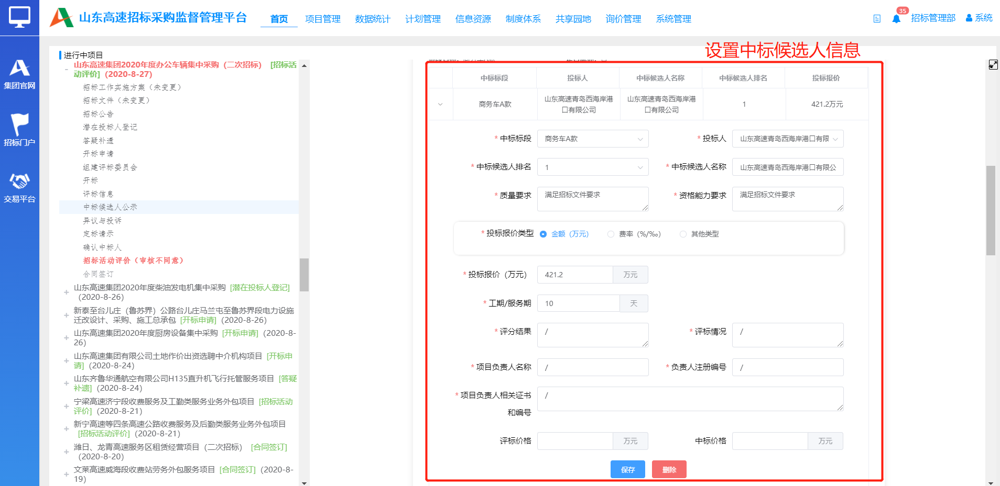 山东高速招标采购监督管理平台
首页 项目管理 数据统计 计划管理 信息资源 制度体系 共享园地 询价管理 系统管理
35
招标管理部 系统
集团官网
招标门户
交易平台
进行中项目
山东高速集团2020年度办公车辆集中采购（二次招标） [招标活
动评价] (2020-8-27)
招标工作实施方案（未变更）
招标文件（未变更）
招标公告
潜在投标人登记
答疑补遗
开标申请
组建评标委员会
开标
评标信息
中标候选人公示
异议与投诉
定标请示
确认中标人
招标活动评价（审核不同意）
合同签订
山东高速集团2020年度柴油发电机集中采购 [潜在投标人登记]
(2020-8-26)
新泰至台儿庄（鲁苏界）公路台儿庄马兰屯至鲁苏界段电力设施
迁改设计、采购、施工总承包 [开标申请] (2020-8-26)
山东高速集团2020年度厨房设备集中采购 [开标申请] (2020-8-
26)
山东高速集团有限公司土地作价出资选聘中介机构项目 [开标申
请] (2020-8-24)
山东齐鲁华通航空有限公司H135直升机飞行托管服务项目 [答疑
补遗] (2020-8-24)
宁梁高速济宁段收费服务及工勤类服务业务外包项目 [招标活动
评价] (2020-8-21)
新宁高速等四条高速公路收费服务及后勤类服务业务外包项目
[招标活动评价] (2020-8-21)
潍日、龙青高速服务区租赁经营项目（二次招标） [合同签订]
(2020-8-20)
文莱高速威海段收费站劳务外包服务项目 [合同签订] (2020-8-
19)
设置中标候选人信息
中标标段 投标人 中标候选人名称 中标候选人排名 投标报价
商务车A款 山东高速青岛西海岸港口有限公司 山东高速青岛西海岸港口有限公司 1 421.2万元
* 中标标段 商务车A款 * 投标人 山东高速青岛西海岸港口有限
* 中标候选人排名 1 * 中标候选人名称 山东高速青岛西海岸港口有限公
* 质量要求 满足招标文件要求 * 资格能力要求 满足招标文件要求
* 投标报价类型 金额（万元） 费率（%/‰） 其他类型
* 投标报价（万元） 421.2 万元
* 工期/服务期 10 天
* 评分结果 / * 评标情况 /
* 项目负责人名称 / * 负责人注册编号 /
* 项目负责人相关证书 /
和编号
评标价格 万元 中标价格 万元
保存 删除